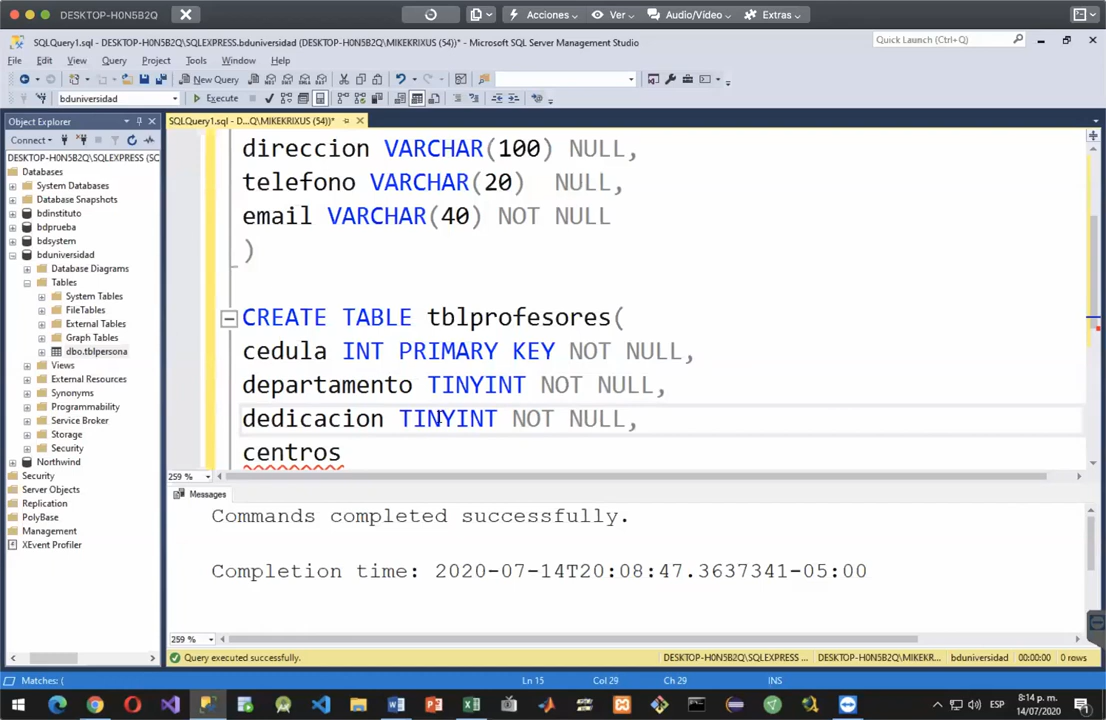 DESKTOP-H0N5B2Q
Acciones
Ver
Audio/Vídeo
Extras
SQLQuery1.sql - DESKTOP-H0N5B2Q\SQLEXPRESS.bduniversidad (DESKTOP-H0N5B2Q\MIKEKRIXUS (54))* - Microsoft SQL Server Management Studio
Quick Launch (Ctrl+Q)
File Edit View Query Project Tools Window Help
New Query
bduniversidad
Execute
Object Explorer
SQLQuery1.sql - D...Q\MIKEKRIXUS (54))*
Connect
DESKTOP-H0N5B2Q\SQLEXPRESS (SC
Databases
System Databases
Database Snapshots
bdinstituto
bdprueba
bdsystem
bduniversidad
Database Diagrams
Tables
System Tables
FileTables
External Tables
Graph Tables
dbo.tblpersona
Views
External Resources
Synonyms
Programmability
Service Broker
Storage
Security
Northwind
Security
Server Objects
Replication
PolyBase
Management
XEvent Profiler
direccion VARCHAR(100) NULL,
telefono VARCHAR(20) NULL,
email VARCHAR(40) NOT NULL
)
CREATE TABLE tblprofesores(
cedula INT PRIMARY KEY NOT NULL,
departamento TINYINT NOT NULL,
dedicacion TINYINT NOT NULL,
centros
259 %
Messages
Commands completed successfully.
Completion time: 2020-07-14T20:08:47.3637341-05:00
259 %
Query executed successfully.
DESKTOP-H0N5B2Q\SQLEXPRESS ...
DESKTOP-H0N5B2Q\MIKEKR...
bduniversidad
00:00:00
0 rows
Matches: (
Ln 15
Col 29
Ch 29
INS
ESP
8:14 p. m.
14/07/2020